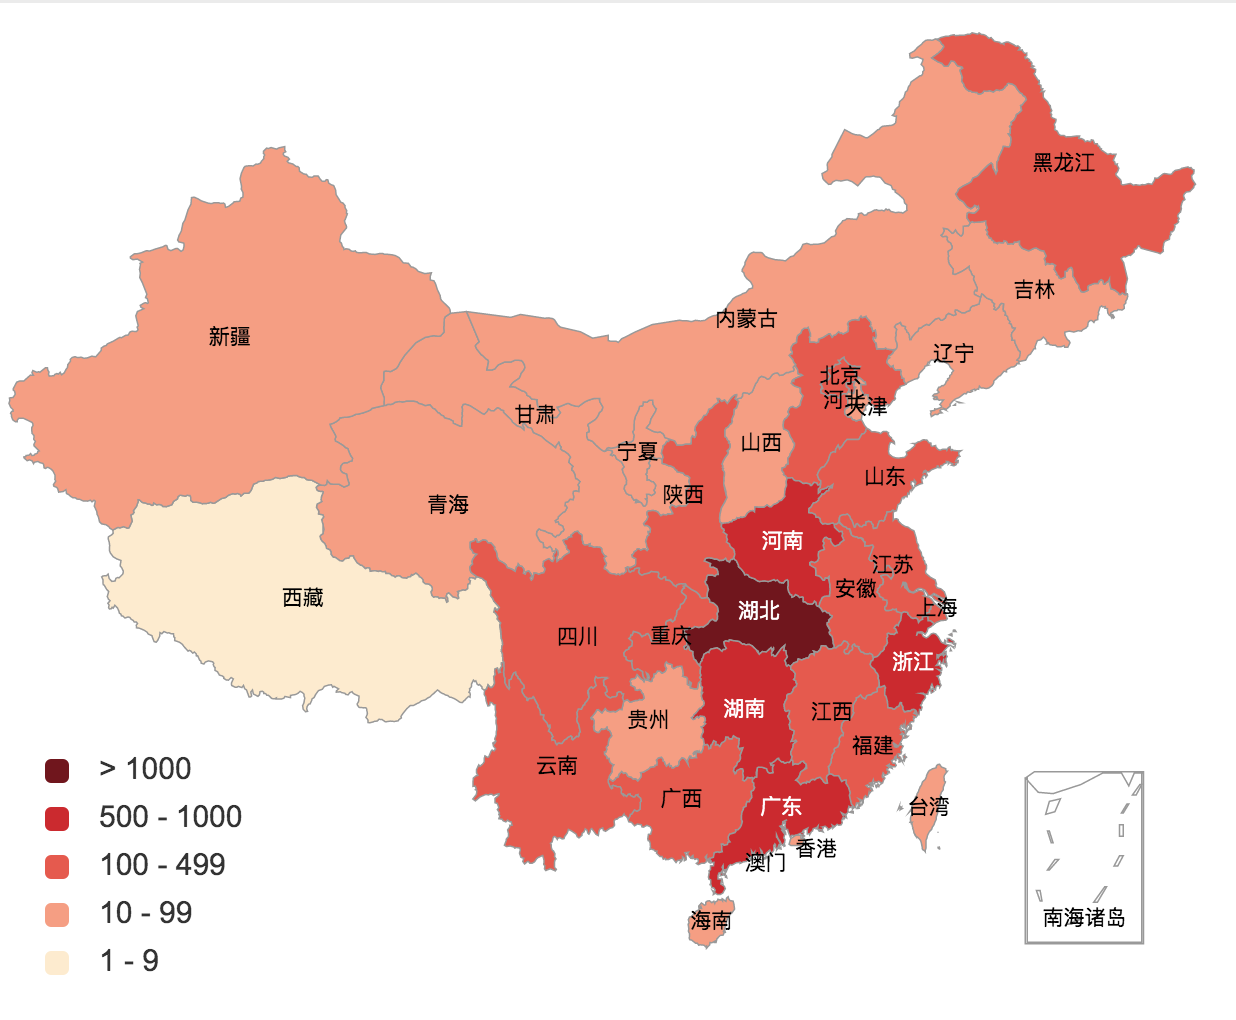 黑龙江
吉林
内蒙古
新疆
辽宁
北京
河北
天津
甘肃
山西
宁夏
山东
陕西
青海
河南
江苏
安徽
西藏
上海
湖北
四川
重庆
浙江
湖南
江西
贵州
福建
云南
广西
广东
台湾
香港
澳门
海南
南海诸岛
> 1000
500 - 1000
100 - 499
10 - 99
1 - 9